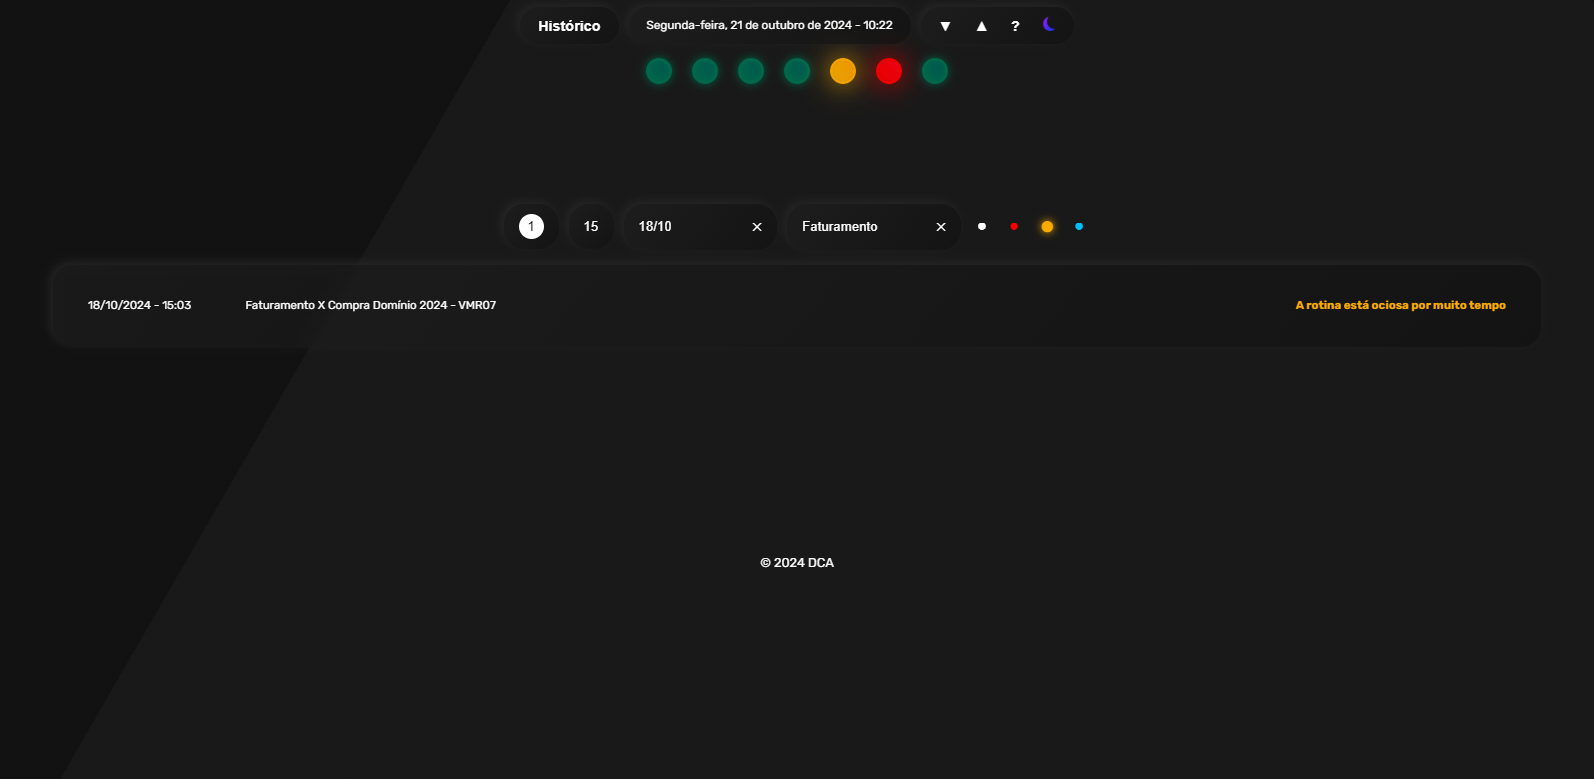 Histórico
Segunda-feira, 21 de outubro de 2024 - 10:22
▼ ▲ ?
1
15
18/10 ×
Faturamento ×
18/10/2024 - 15:03 Faturamento X Compra Domínio 2024 - VMR07 A rotina está ociosa por muito tempo
© 2024 DCA